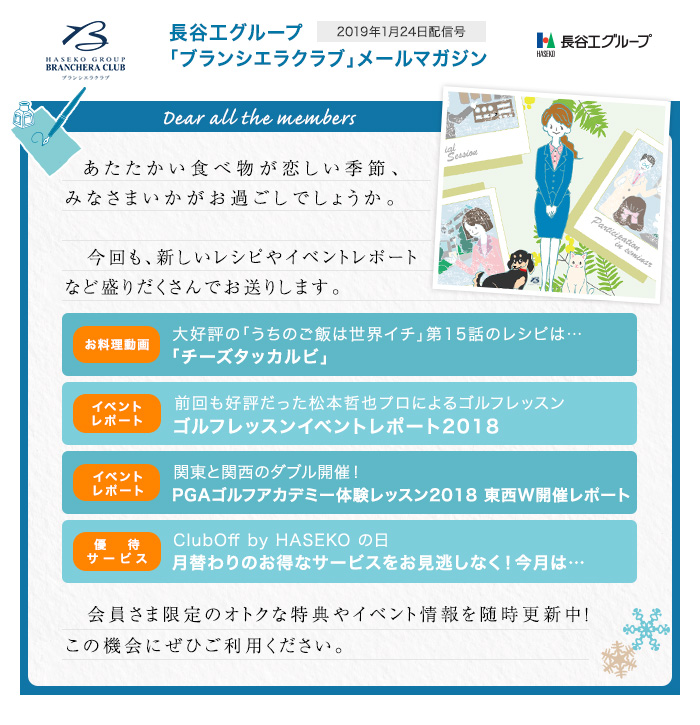 HASEKO GROUP
BRANCHERA CLUB
ブランシエラクラブ
長谷工グループ
2019年1月24日配信号
「ブランシエラクラブ」メールマガジン
HASEKO
長谷工グループ
Dear all the members
あたたかい食べ物が恋しい季節、
みなさまいかがお過ごしでしょうか。
今回も、新しいレシピやイベントレポート
など盛りだくさんでお送りします。
Session
Participation
in seminar
お料理動画
大好評の「うちのご飯は世界イチ」第15話のレシピは…
「チーズタッカルビ」
イベント
レポート
前回も好評だった松本哲也プロによるゴルフレッスン
ゴルフレッスンイベントレポート2018
イベント
レポート
関東と関西のダブル開催！
PGAゴルフアカデミー体験レッスン2018 東西W開催レポート
優待
サービス
ClubOff by HASEKO の日
月替わりのお得なサービスをお見逃しなく！今月は…
会員さま限定のオトクな特典やイベント情報を随時更新中！
この機会にぜひご利用ください。